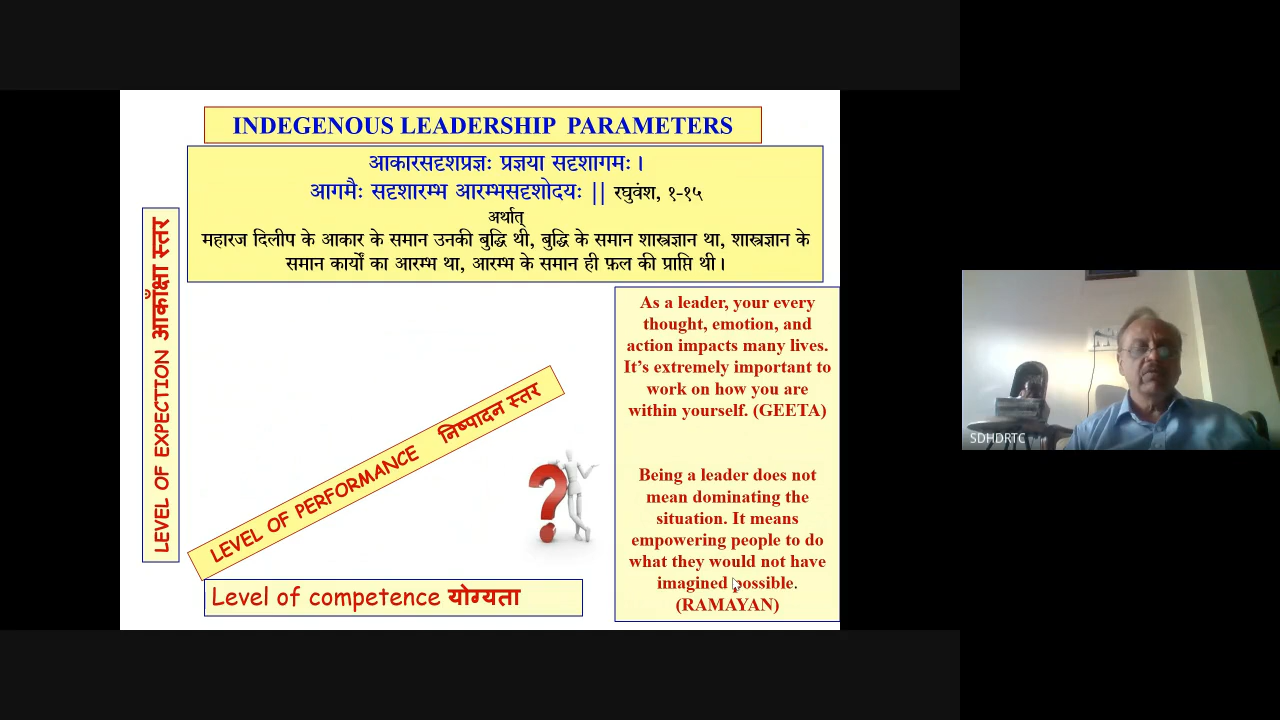 INDEGENOUS LEADERSHIP PARAMETERS
आकारसदृशप्रज्ञः प्रज्ञया सदृशागमः ।
आगमैः सदृशारम्भ आरम्भसदृशोदयः || रघुवंश, १-१५
अर्थात्
महारज दिलीप के आकार के समान उनकी बुद्धि थी, बुद्धि के समान शास्त्रज्ञान था, शास्त्रज्ञान के
समान कार्यों का आरम्भ था, आरम्भ के समान ही फ़ल की प्राप्ति थी ।
LEVEL OF EXPECTION आकाँक्षा स्तर
LEVEL OF PERFORMANCE निष्पादन स्तर
Level of competence योग्यता
As a leader, your every
thought, emotion, and
action impacts many lives.
It's extremely important to
work on how you are
within yourself. (GEETA)
Being a leader does not
mean dominating the
situation. It means
empowering people to do
what they would not have
imagined possible.
(RAMAYAN)
SDHDRTC